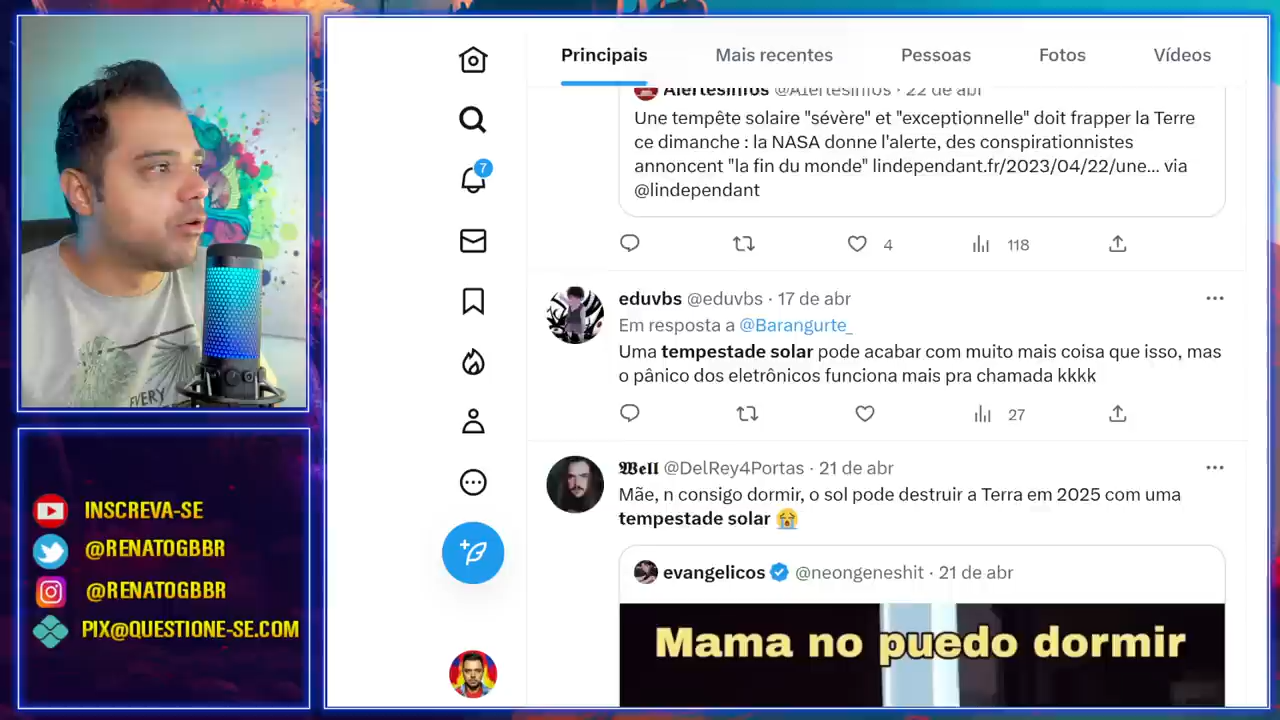 Principais
Mais recentes
Pessoas
Fotos
Vídeos
Alertesinfos @Alertesinfos · 22 de abr
Une tempête solaire "sévère" et "exceptionnelle" doit frapper la Terre
ce dimanche : la NASA donne l'alerte, des conspirationnistes
annoncent "la fin du monde" lindependant.fr/2023/04/22/une... via
@lindependant
4
118
7
eduvbs @eduvbs · 17 de abr
Em resposta a @Barangurte_
Uma tempestade solar pode acabar com muito mais coisa que isso, mas
o pânico dos eletrônicos funciona mais pra chamada kkkk
27
𝖂𝖊𝖑𝖑 @DelRey4Portas · 21 de abr
Mãe, n consigo dormir, o sol pode destruir a Terra em 2025 com uma
tempestade solar 😭
evangelicos @neongeneshit · 21 de abr
Mama no puedo dormir
EVERY
INSCREVA-SE
@RENATOGBBR
@RENATOGBBR
PIX@QUESTIONE-SE.COM